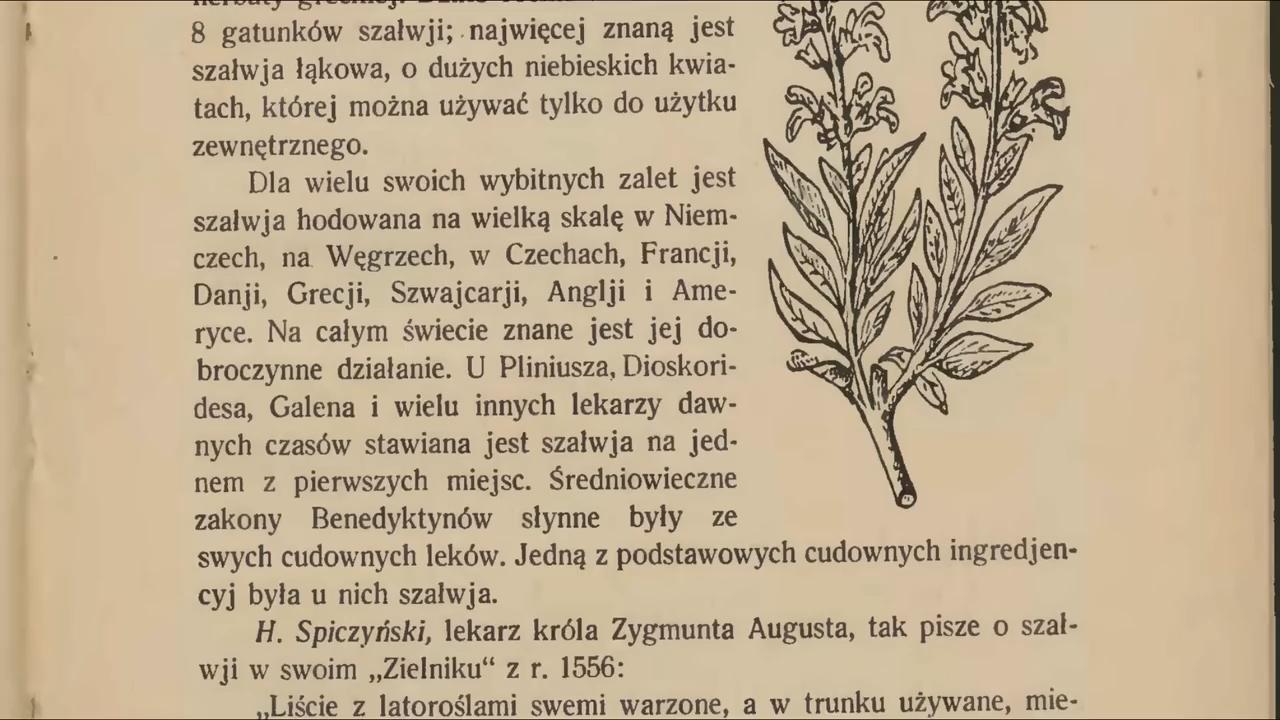 8 gatunków szałwji; najwięcej znaną jest
szałwja łąkowa, o dużych niebieskich kwia-
tach, której można używać tylko do użytku
zewnętrznego.
Dla wielu swoich wybitnych zalet jest
szałwja hodowana na wielką skalę w Niem-
czech, na Węgrzech, w Czechach, Francji,
Danji, Grecji, Szwajcarji, Anglji i Ame-
ryce. Na całym świecie znane jest jej do-
broczynne działanie. U Pliniusza, Dioskori-
desa, Galena i wielu innych lekarzy daw-
nych czasów stawiana jest szałwja na jed-
nem z pierwszych miejsc. Średniowieczne
zakony Benedyktynów słynne były ze
swych cudownych leków. Jedną z podstawowych cudownych ingredjen-
cyj była u nich szałwja.
H. Spiczyński, lekarz króla Zygmunta Augusta, tak pisze o szał-
wji w swoim „Zielniku“ z r. 1556:
„Liście z latoroślami swemi warzone, a w trunku używane, mie-